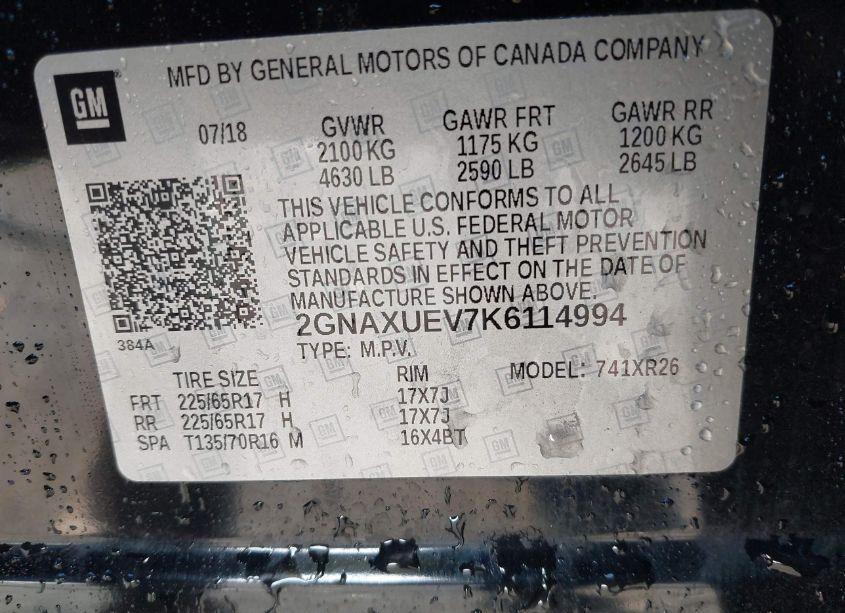 MFD BY GENERAL MOTORS OF CANADA COMPANY
GM
07/18 GVWR GAWR FRT GAWR RR
2100 KG 1175 KG 1200 KG
4630 LB 2590 LB 2645 LB
THIS VEHICLE CONFORMS TO ALL
APPLICABLE U.S. FEDERAL MOTOR
VEHICLE SAFETY AND THEFT PREVENTION
STANDARDS IN EFFECT ON THE DATE OF
MANUFACTURE SHOWN ABOVE.
2GNAXUEV7K6114994
384A
TYPE: M.P.V. MODEL: 741XR26
TIRE SIZE RIM
FRT 225/65R17 H 17X7J
RR 225/65R17 H 17X7J
SPA T135/70R16 M 16X4BT